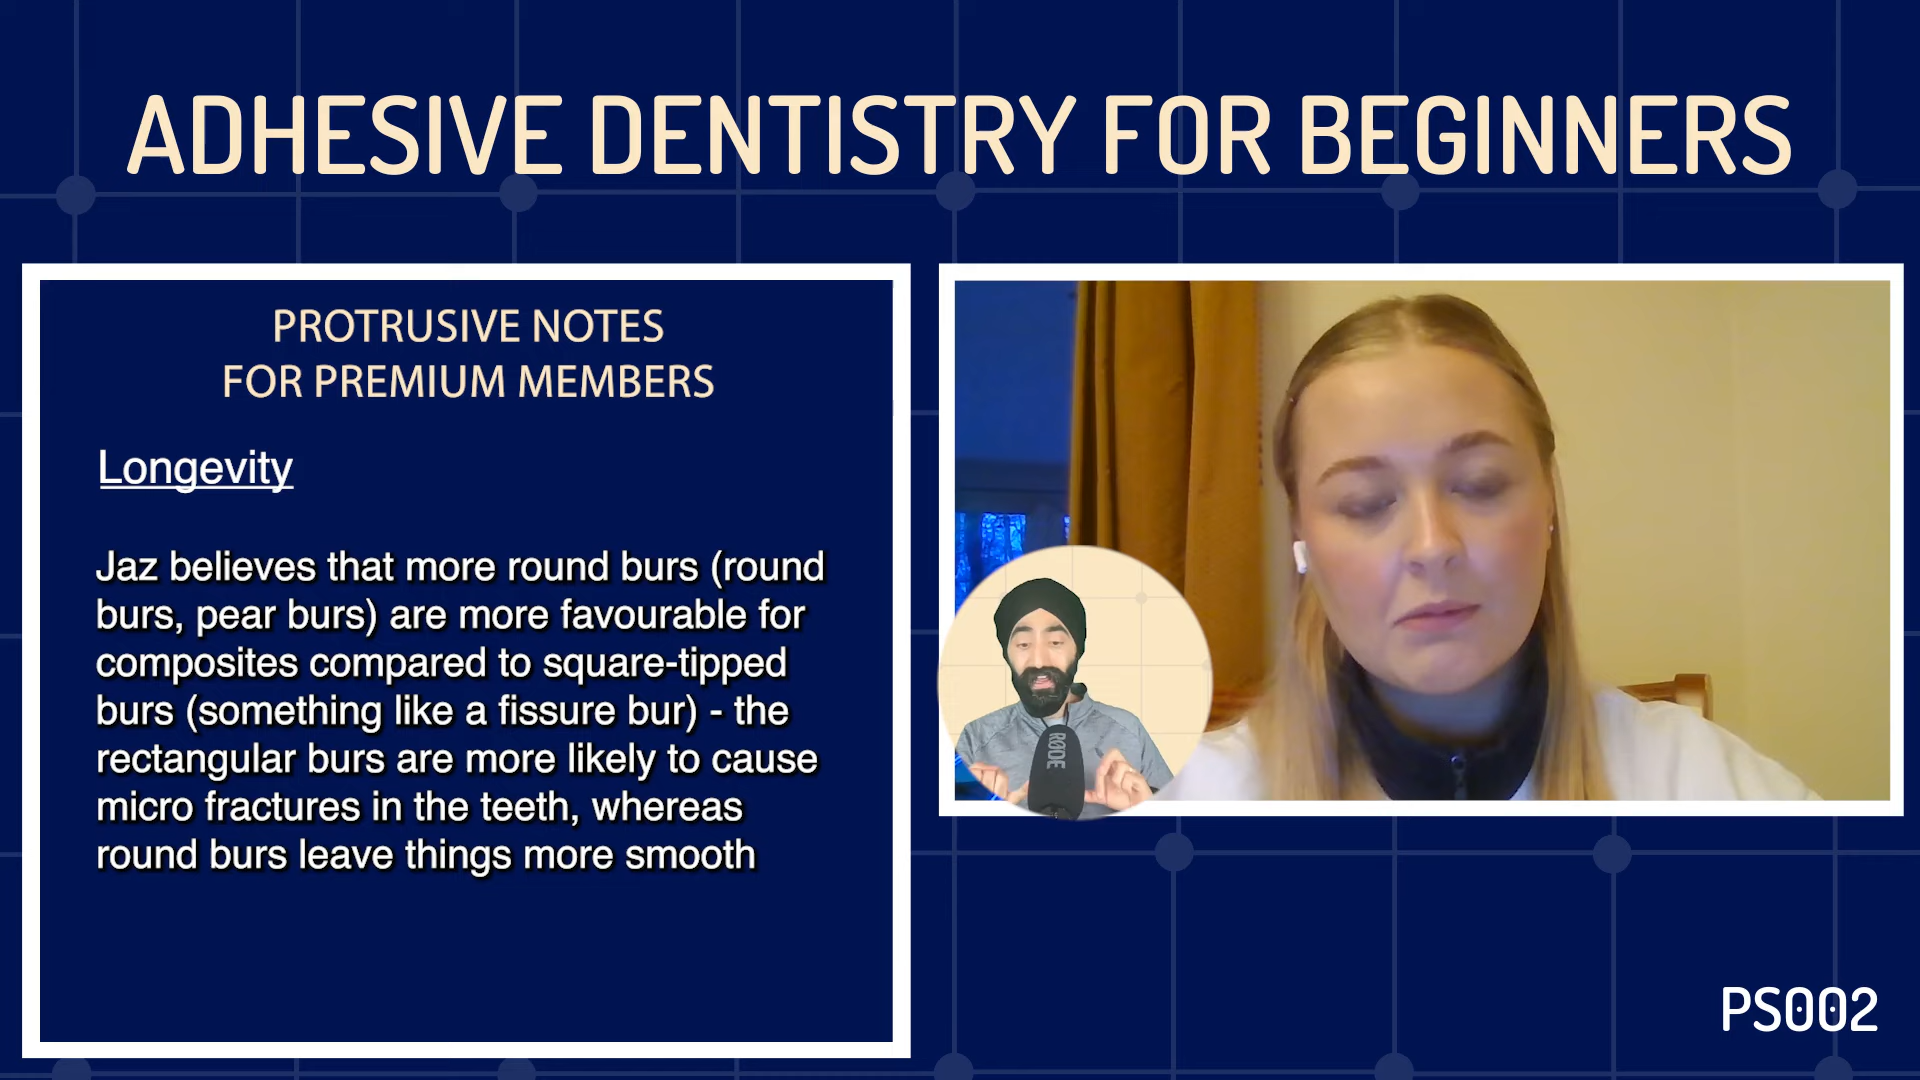 ADHESIVE DENTISTRY FOR BEGINNERS
PROTRUSIVE NOTES
FOR PREMIUM MEMBERS
Longevity
Jaz believes that more round burs (round
burs, pear burs) are more favourable for
composites compared to square-tipped
burs (something like a fissure bur) - the
rectangular burs are more likely to cause
micro fractures in the teeth, whereas
round burs leave things more smooth
RØDE
PS002